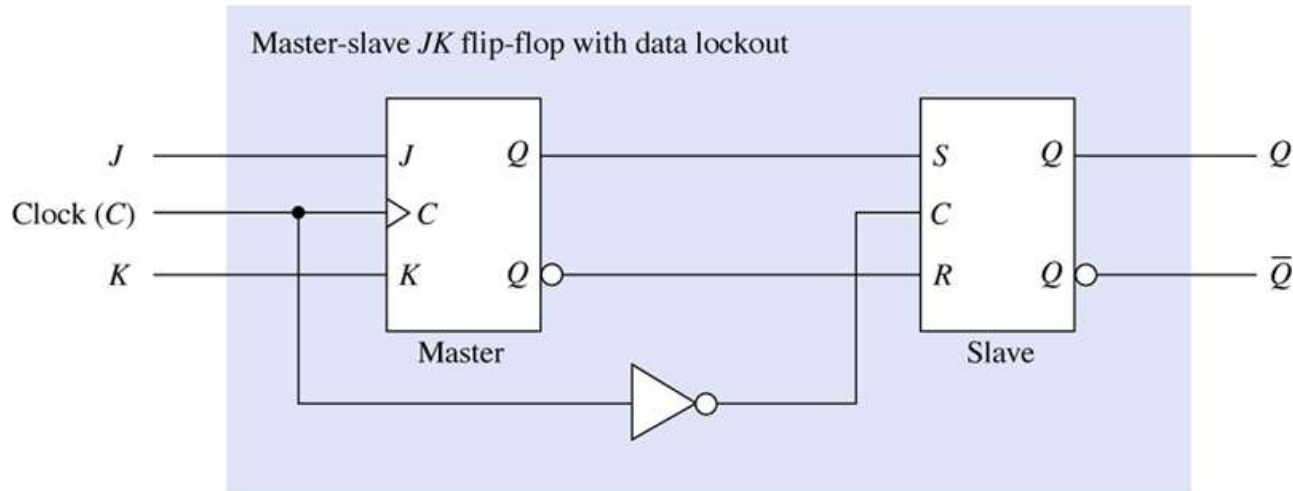 Master-slave JK flip-flop with data lockout
J J Q S Q Q
Clock (C) C C
K K Q R Q Q̅
Master Slave